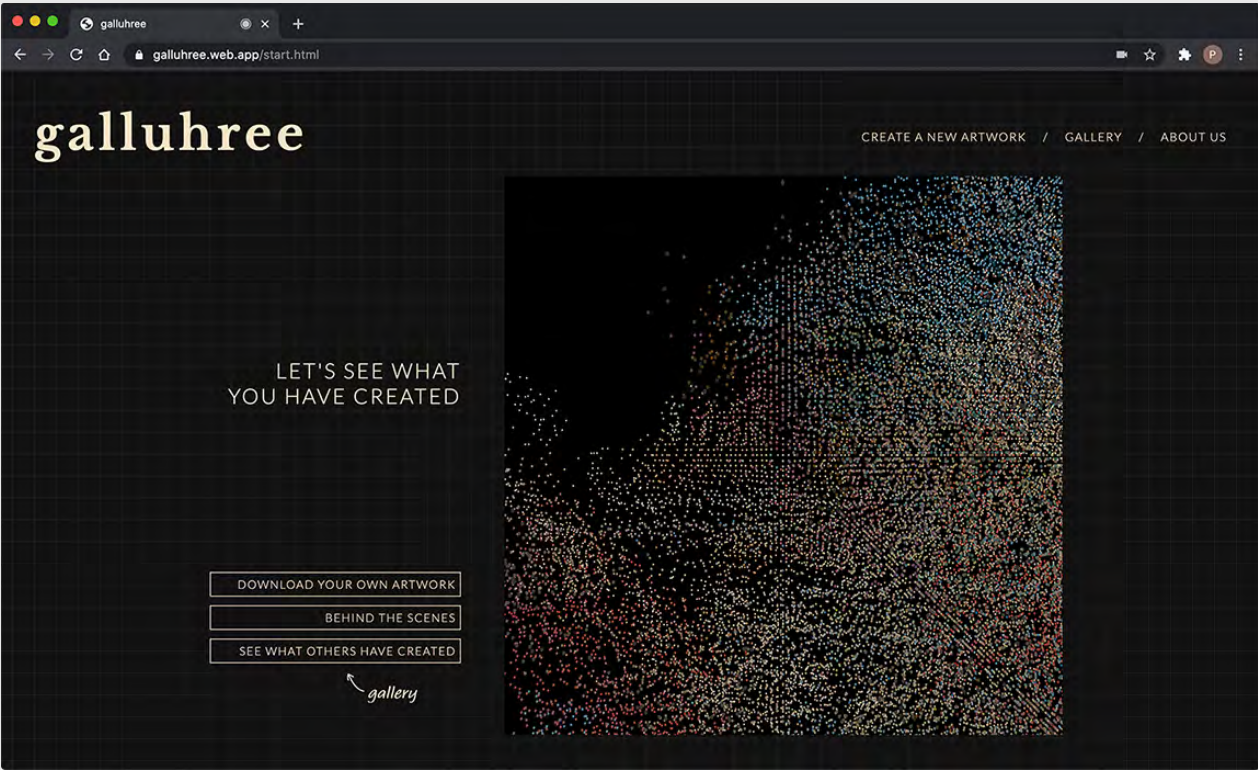 galluhree
galluhree.web.app/start.html
P
galluhree
CREATE A NEW ARTWORK / GALLERY / ABOUT US
LET'S SEE WHAT
YOU HAVE CREATED
DOWNLOAD YOUR OWN ARTWORK
BEHIND THE SCENES
SEE WHAT OTHERS HAVE CREATED
gallery